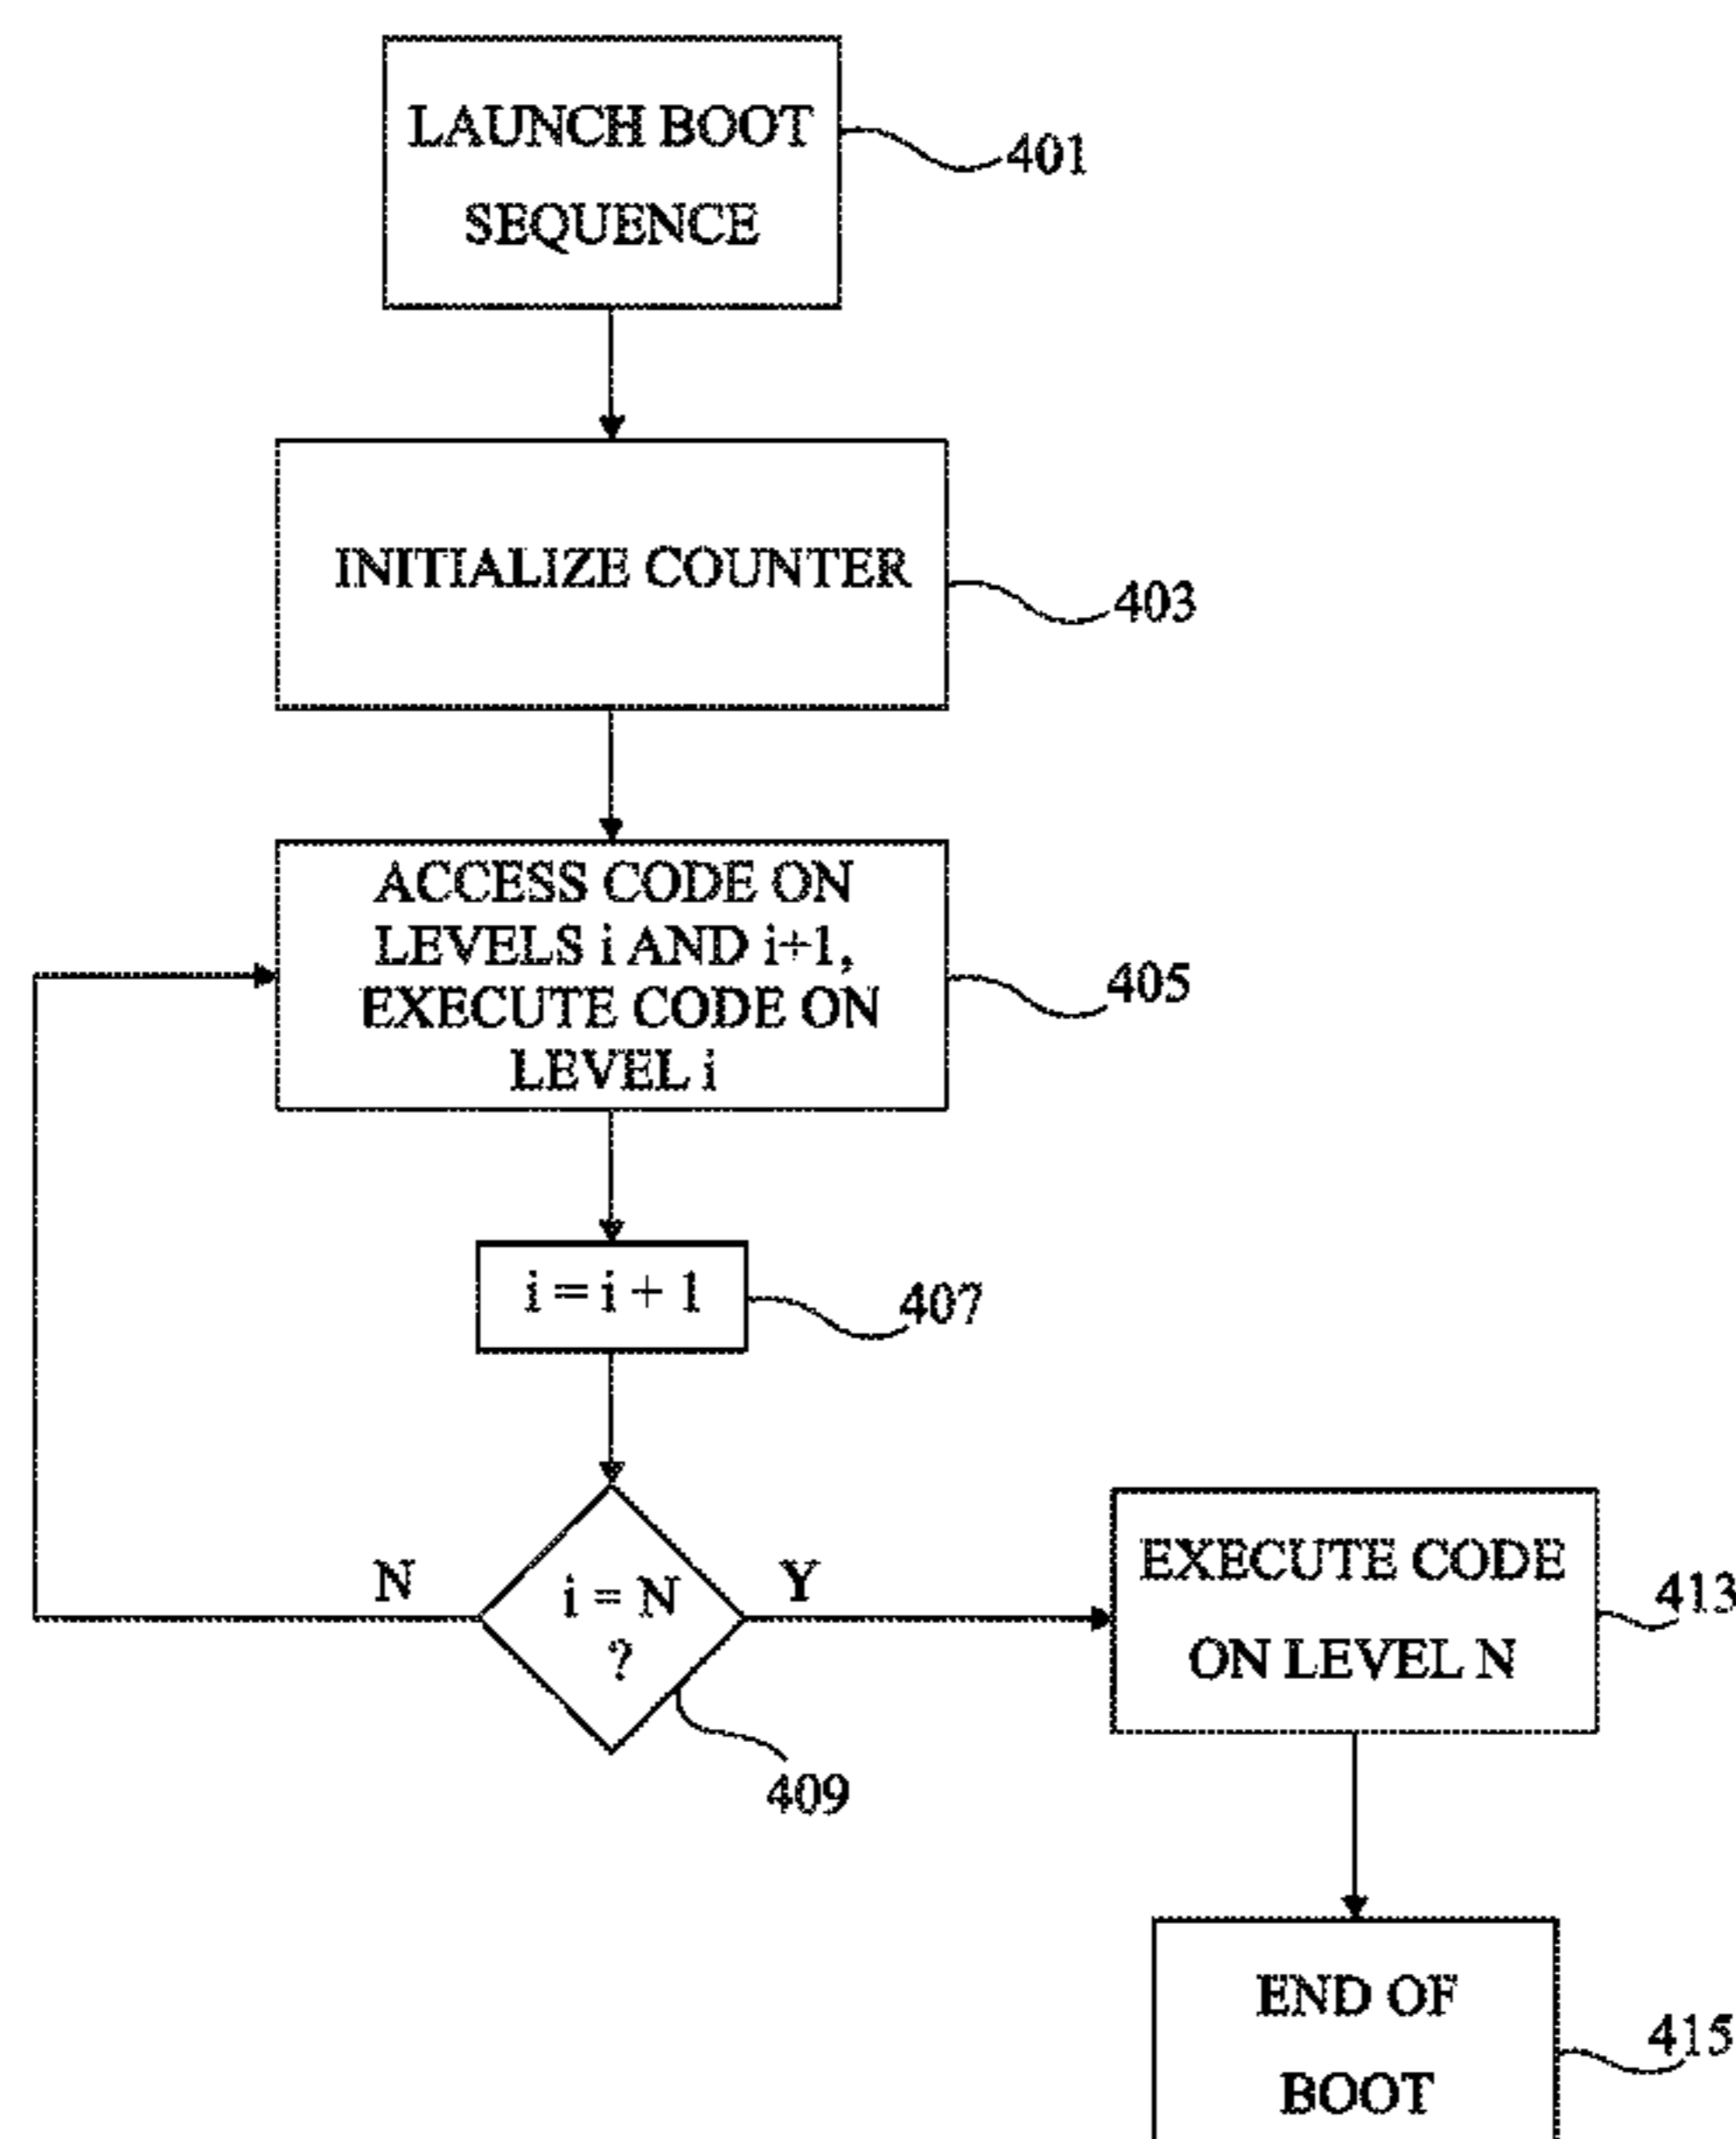 LAUNCH BOOT
SEQUENCE
401
INITIALIZE COUNTER
403
ACCESS CODE ON
LEVELS i AND i+1,
EXECUTE CODE ON
LEVEL i
405
i = i + 1
407
N
i = N
?
Y
409
EXECUTE CODE
ON LEVEL N
413
END OF
BOOT
415